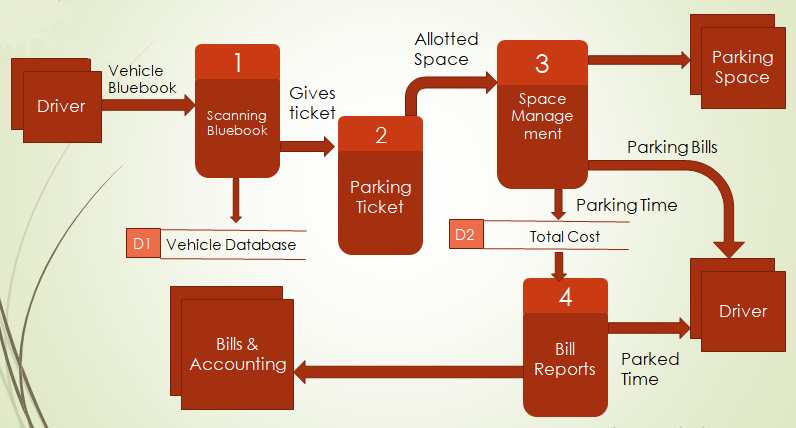 Driver
Vehicle
Bluebook
1
Scanning
Bluebook
Gives
ticket
2
Parking
Ticket
Allotted
Space
3
Space
Manage
ment
Parking
Space
Parking Bills
Parking Time
D1
Vehicle Database
D2
Total Cost
4
Bill
Reports
Driver
Parked
Time
Bills &
Accounting